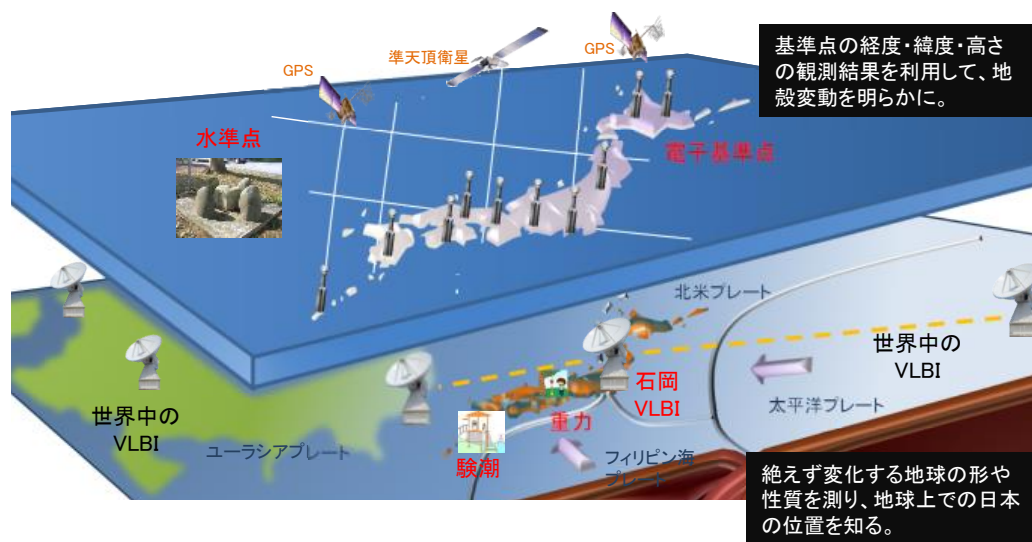 準天頂衛星
GPS
GPS
基準点の経度・緯度・高さ
の観測結果を利用して、地
殻変動を明らかに。
水準点
電子基準点
北米プレート
世界中の
VLBI
石岡
VLBI
太平洋プレート
世界中の
VLBI
重力
ユーラシアプレート
験潮
フィリピン海
プレート
絶えず変化する地球の形や
性質を測り、地球上での日本
の位置を知る。